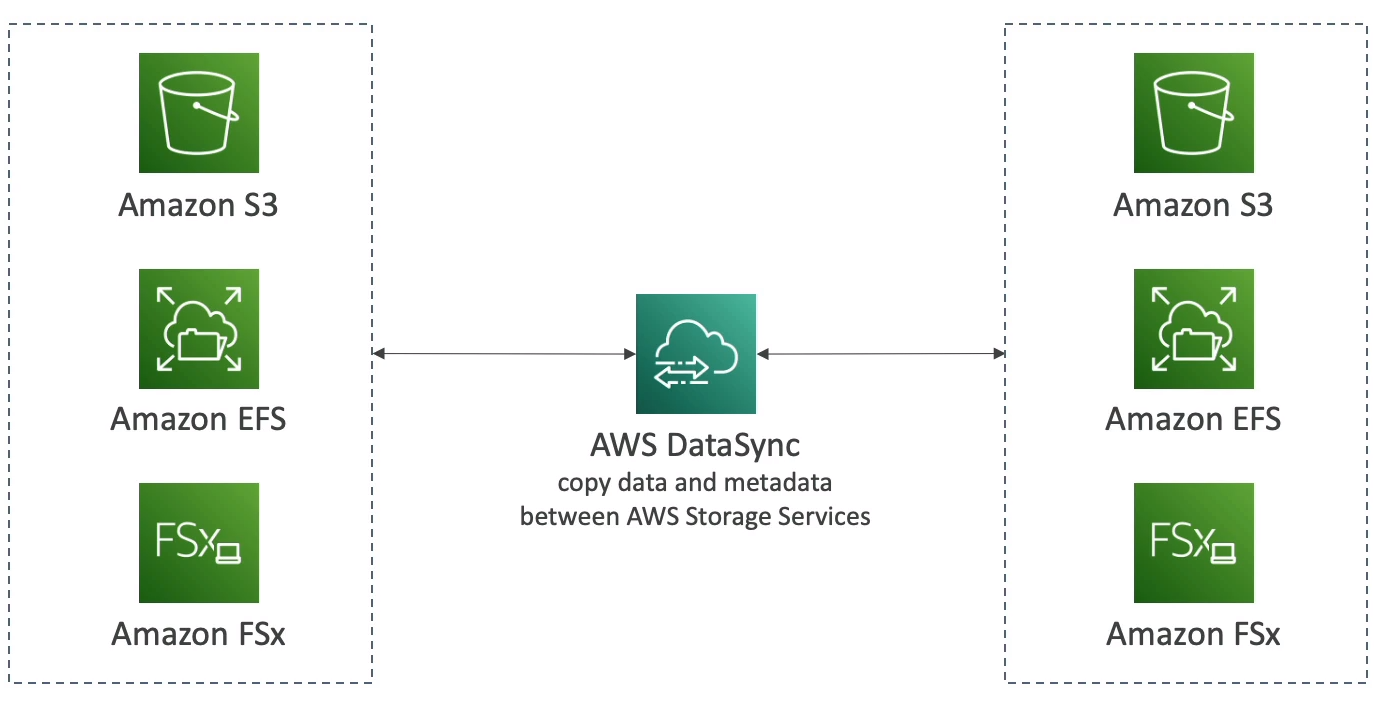 Amazon S3
Amazon EFS
FSx
Amazon FSx
AWS DataSync
copy data and metadata
between AWS Storage Services
Amazon S3
Amazon EFS
FSx
Amazon FSx